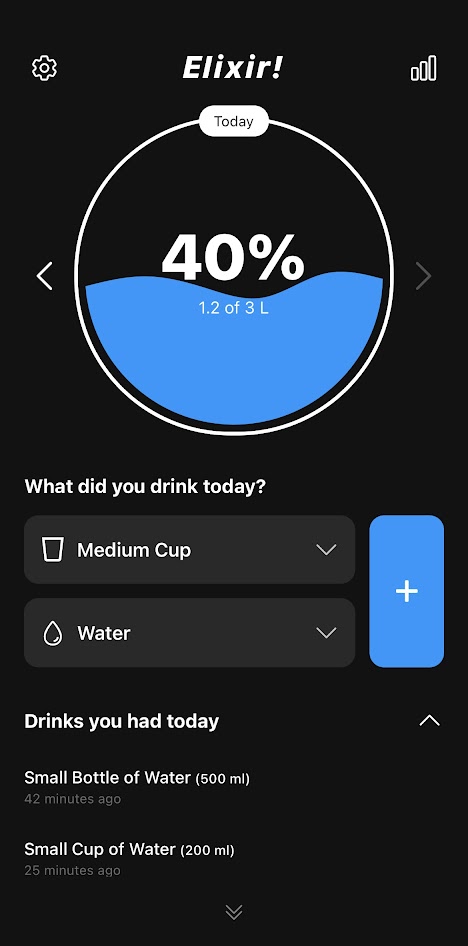 Elixir!
Today
40%
1.2 of 3 L
What did you drink today?
Medium Cup
+
Water
Drinks you had today
Small Bottle of Water (500 ml)
42 minutes ago
Small Cup of Water (200 ml)
25 minutes ago